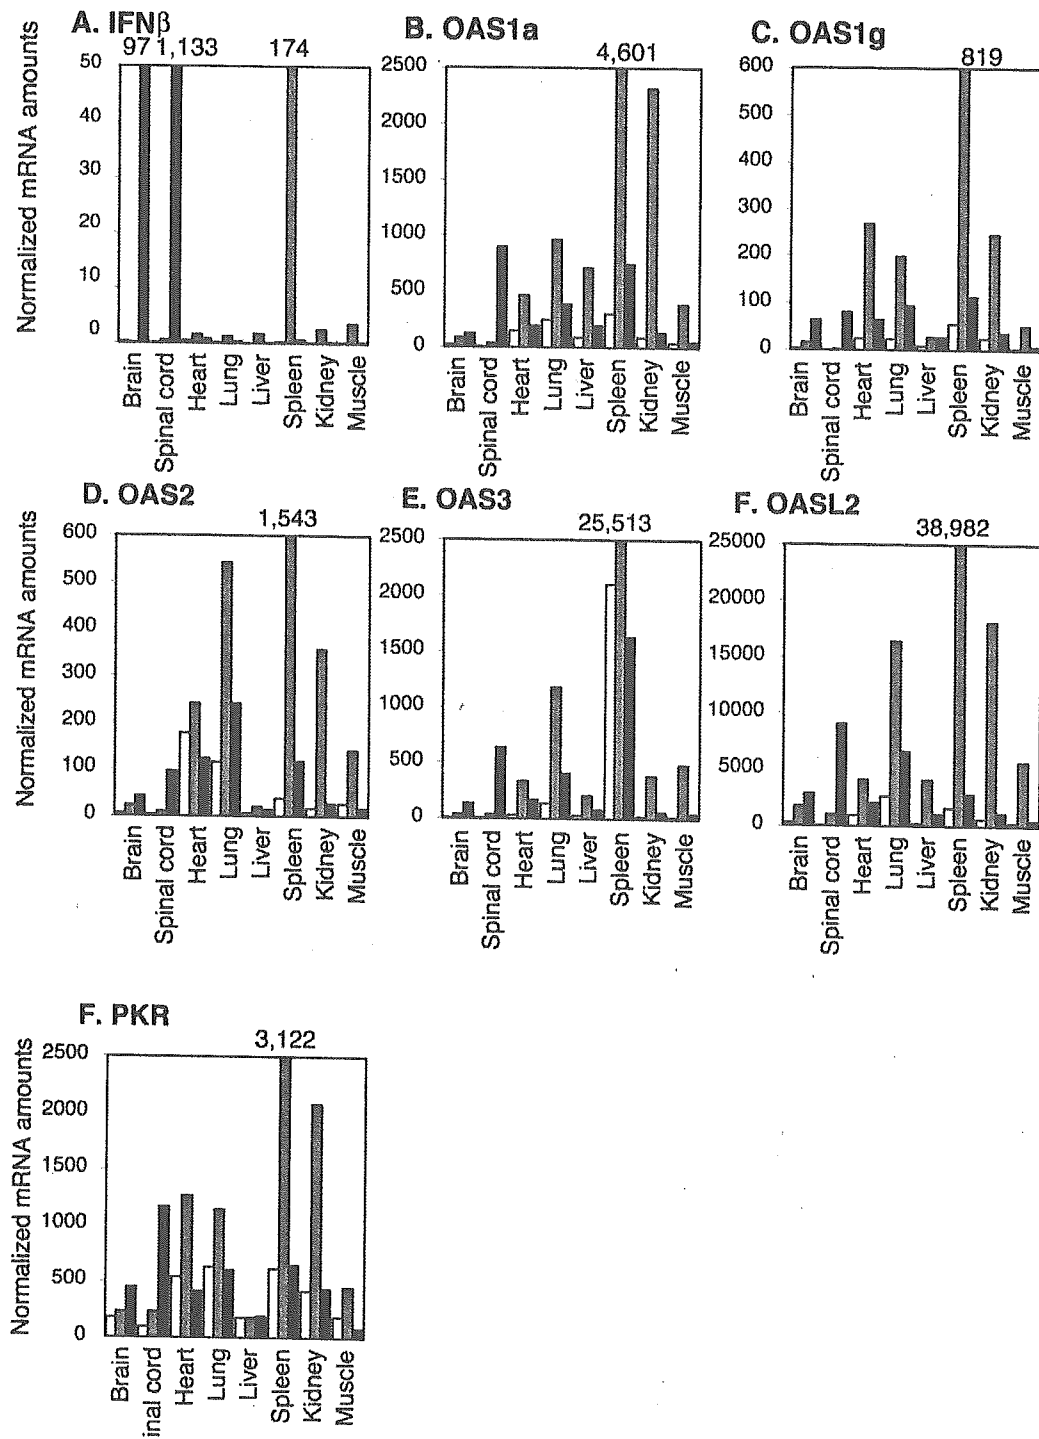 A. IFNβ
97 1,133 174
Normalized mRNA amounts
50
40
30
20
10
0
Brain
Spinal cord
Heart
Lung
Liver
Spleen
Kidney
Muscle
B. OAS1a
4,601
2500
2000
1500
1000
500
0
Brain
Spinal cord
Heart
Lung
Liver
Spleen
Kidney
Muscle
C. OAS1g
819
600
500
400
300
200
100
0
Brain
Spinal cord
Heart
Lung
Liver
Spleen
Kidney
Muscle
D. OAS2
1,543
Normalized mRNA amounts
600
500
400
300
200
100
0
Brain
Spinal cord
Heart
Lung
Liver
Spleen
Kidney
Muscle
E. OAS3
25,513
2500
2000
1500
1000
500
0
Brain
Spinal cord
Heart
Lung
Liver
Spleen
Kidney
Muscle
F. OASL2
38,982
25000
20000
15000
10000
5000
0
Brain
Spinal cord
Heart
Lung
Liver
Spleen
Kidney
Muscle
F. PKR
3,122
Normalized mRNA amounts
2500
2000
1500
1000
500
0
Brain
inal cord
Heart
Lung
Liver
Spleen
Kidney
Muscle